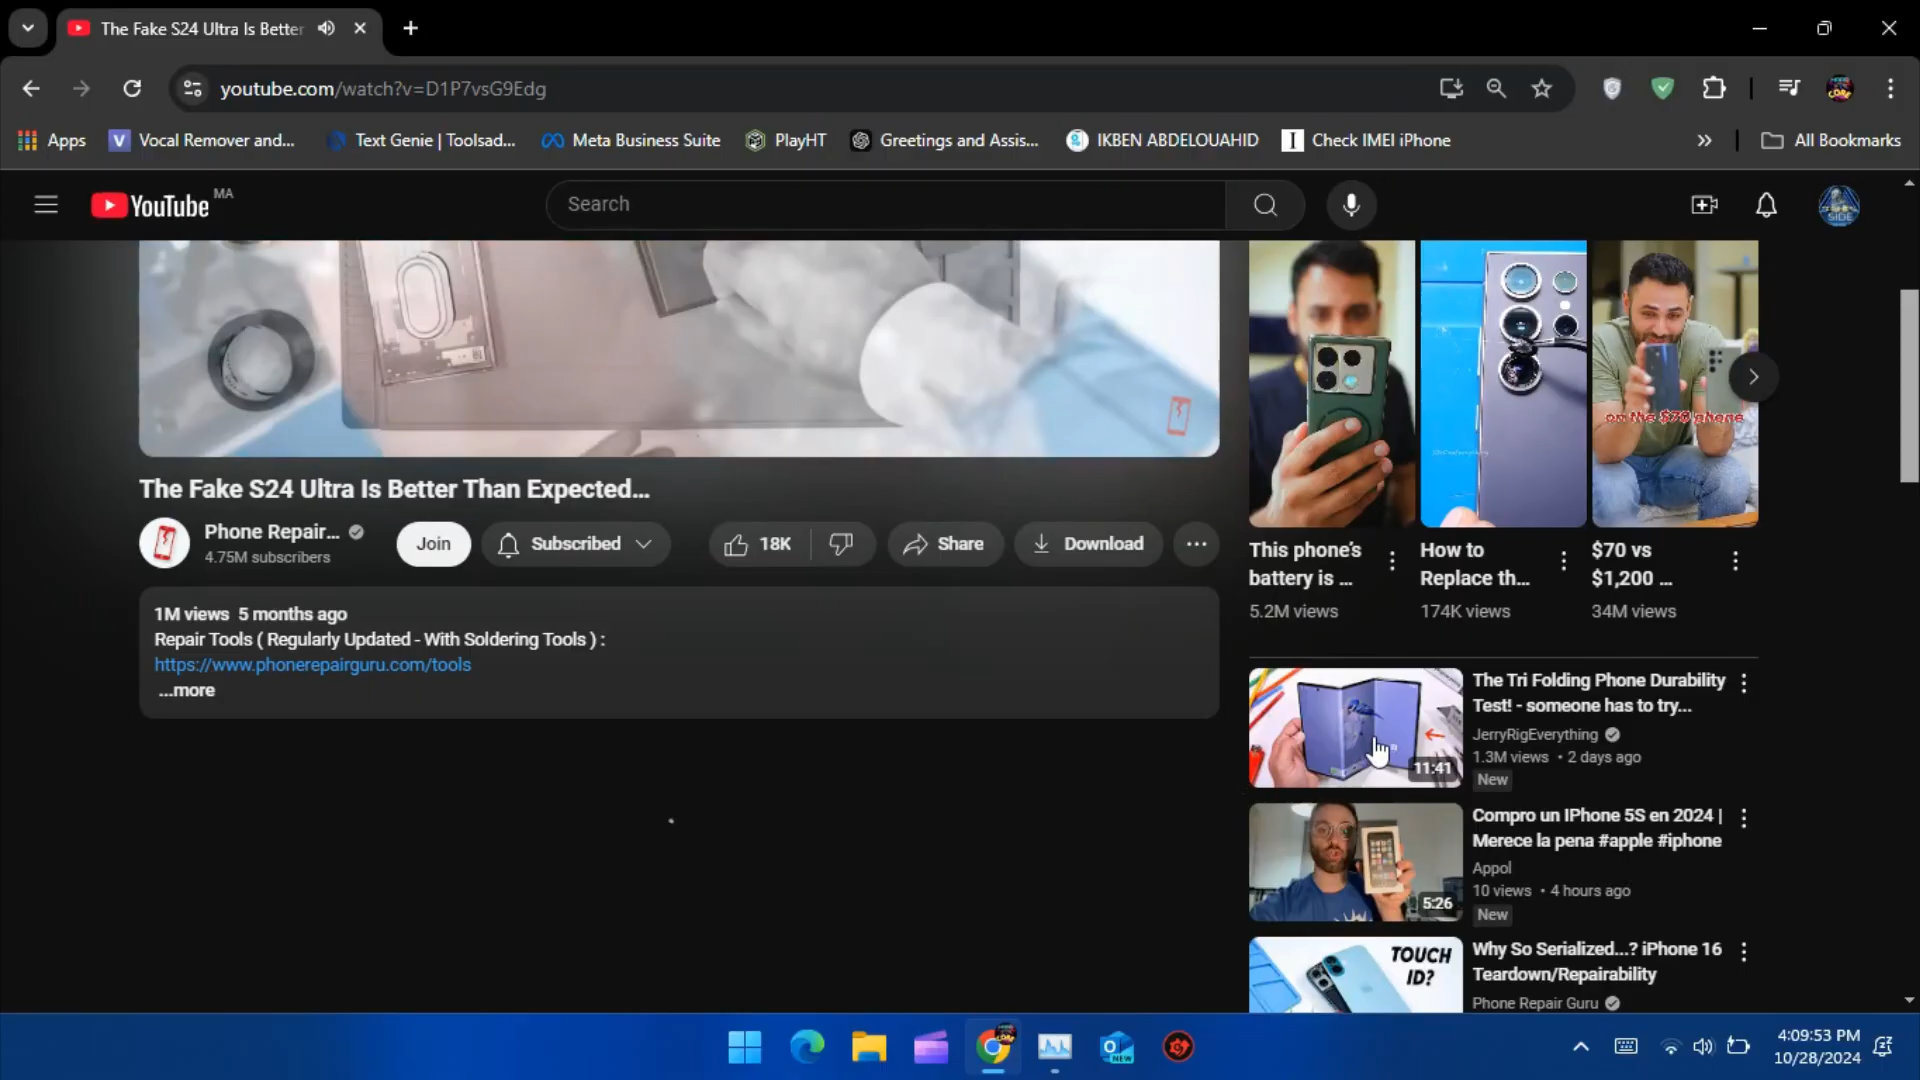 The Fake S24 Ultra Is Better
youtube.com/watch?v=D1P7vsG9Edg
Apps
Vocal Remover and...
Text Genie | Toolsad...
Meta Business Suite
PlayHT
Greetings and Assis...
IKBEN ABDELOUAHID
Check IMEI iPhone
All Bookmarks
YouTube MA
Search
SIDE
on the $70 phone
The Fake S24 Ultra Is Better Than Expected...
Phone Repair...
4.75M subscribers
Join
Subscribed
18K
Share
Download
1M views 5 months ago
Repair Tools ( Regularly Updated - With Soldering Tools ) :
https://www.phonerepairguru.com/tools
...more
This phone's
battery is ...
5.2M views
How to
Replace th...
174K views
$70 vs
$1,200 ...
34M views
11:41
The Tri Folding Phone Durability
Test! - someone has to try...
JerryRigEverything
1.3M views • 2 days ago
New
5:26
Compro un IPhone 5S en 2024 |
Merece la pena #apple #iphone
Appol
10 views • 4 hours ago
New
TOUCH
ID?
Why So Serialized...? iPhone 16
Teardown/Repairability
Phone Repair Guru
NEW
4:09:53 PM
10/28/2024